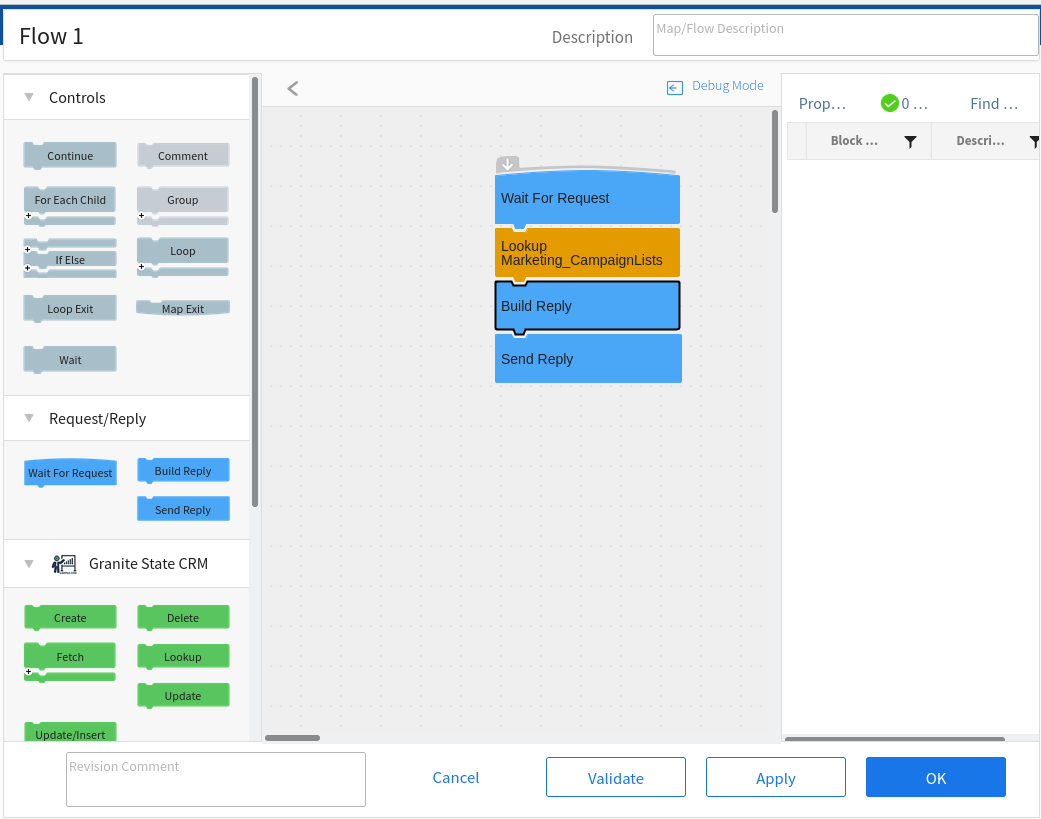 Flow 1
Description
Map/Flow Description
Controls
Continue
Comment
For Each Child
Group
If Else
Loop
Loop Exit
Map Exit
Wait
Request/Reply
Wait For Request
Build Reply
Send Reply
Granite State CRM
Create
Delete
Fetch
Lookup
Update
Update/Insert
Debug Mode
Wait For Request
Lookup
Marketing_CampaignLists
Build Reply
Send Reply
Prop...
0 ...
Find ...
Block ...
Descri...
Revision Comment
Cancel
Validate
Apply
OK